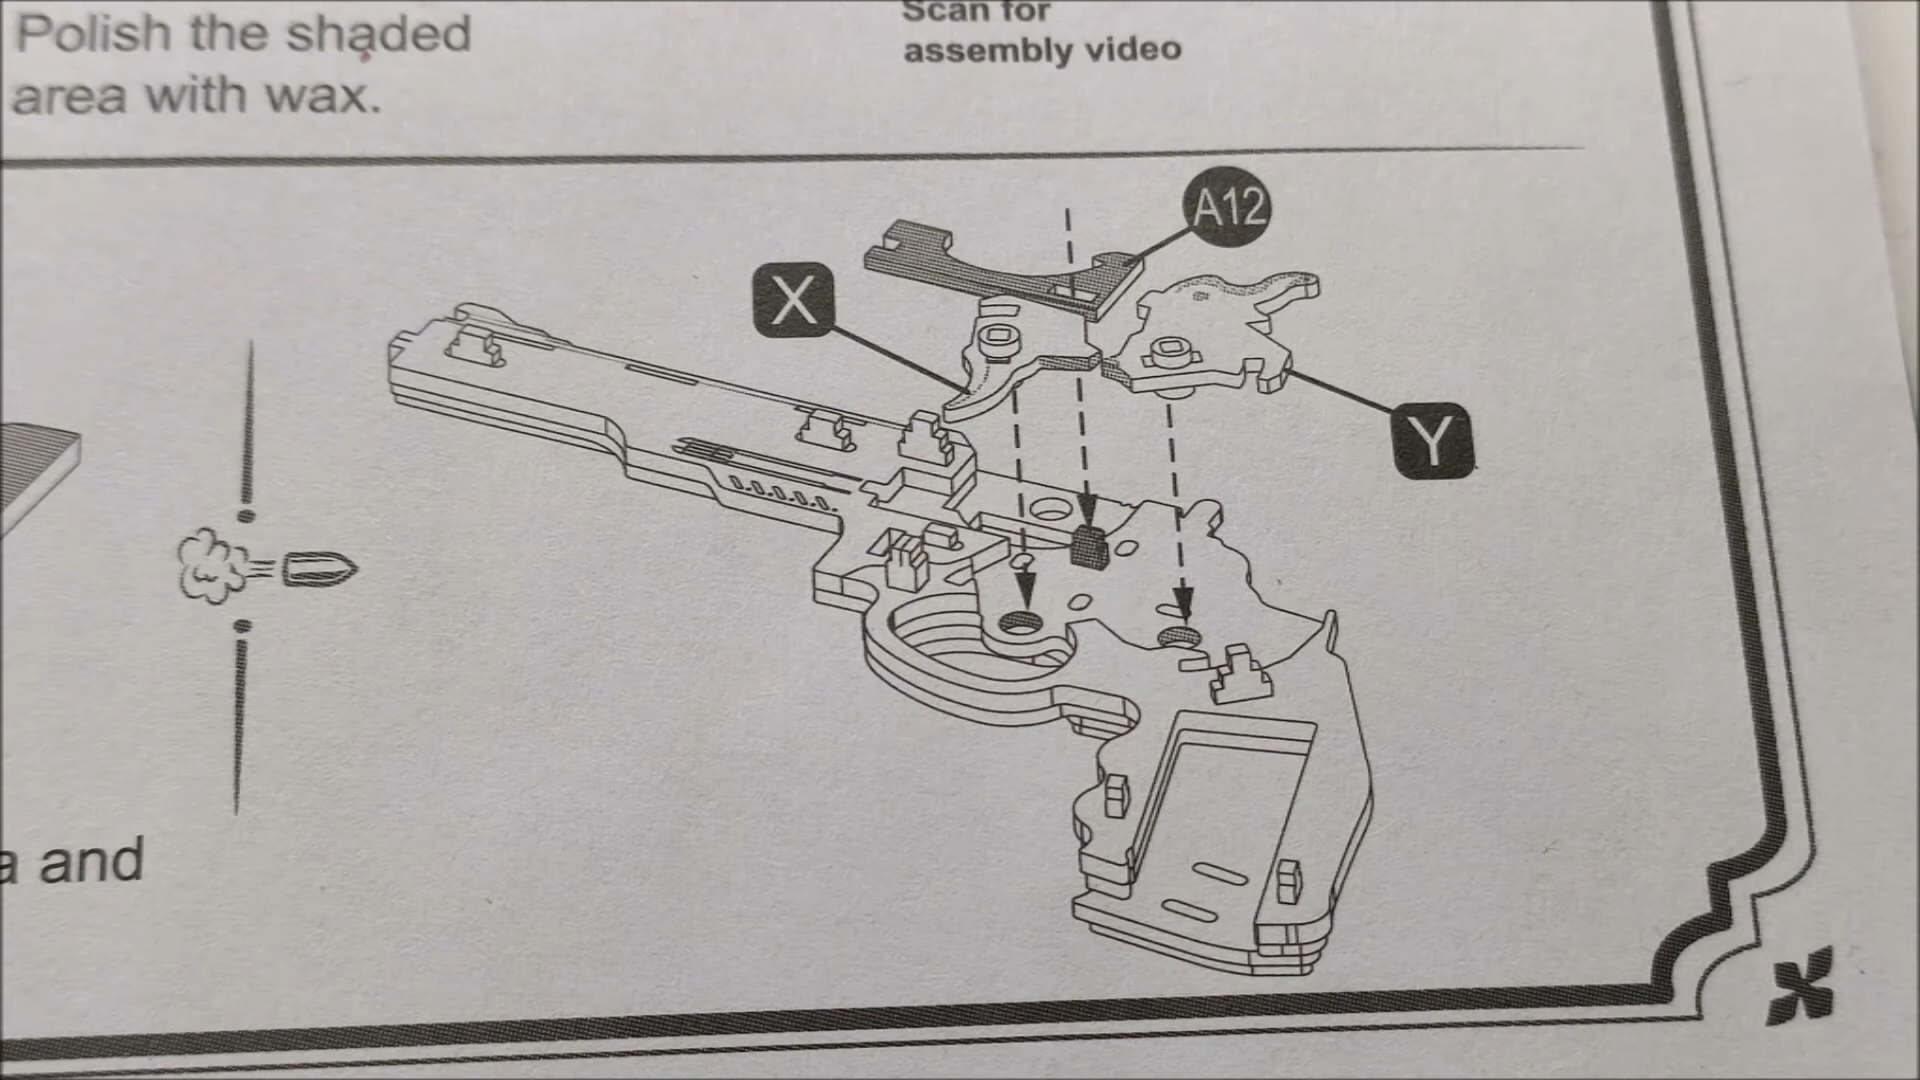 Polish the shaded
area with wax.
Scan for
assembly video
A12
X
Y
a and